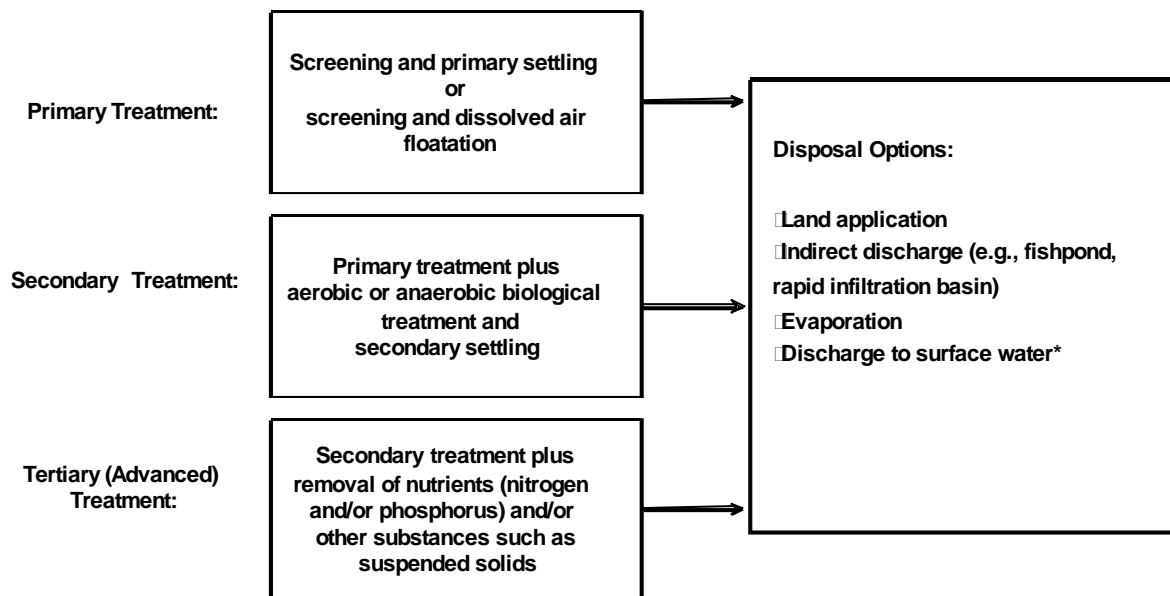 Primary Treatment:
Screening and primary settling
or
screening and dissolved air
floatation
Secondary Treatment:
Primary treatment plus
aerobic or anaerobic biological
treatment and
secondary settling
Tertiary (Advanced)
Treatment:
Secondary treatment plus
removal of nutrients (nitrogen
and/or phosphorus) and/or
other substances such as
suspended solids
Disposal Options:
Land application
Indirect discharge (e.g., fishpond,
rapid infiltration basin)
Evaporation
Discharge to surface water*